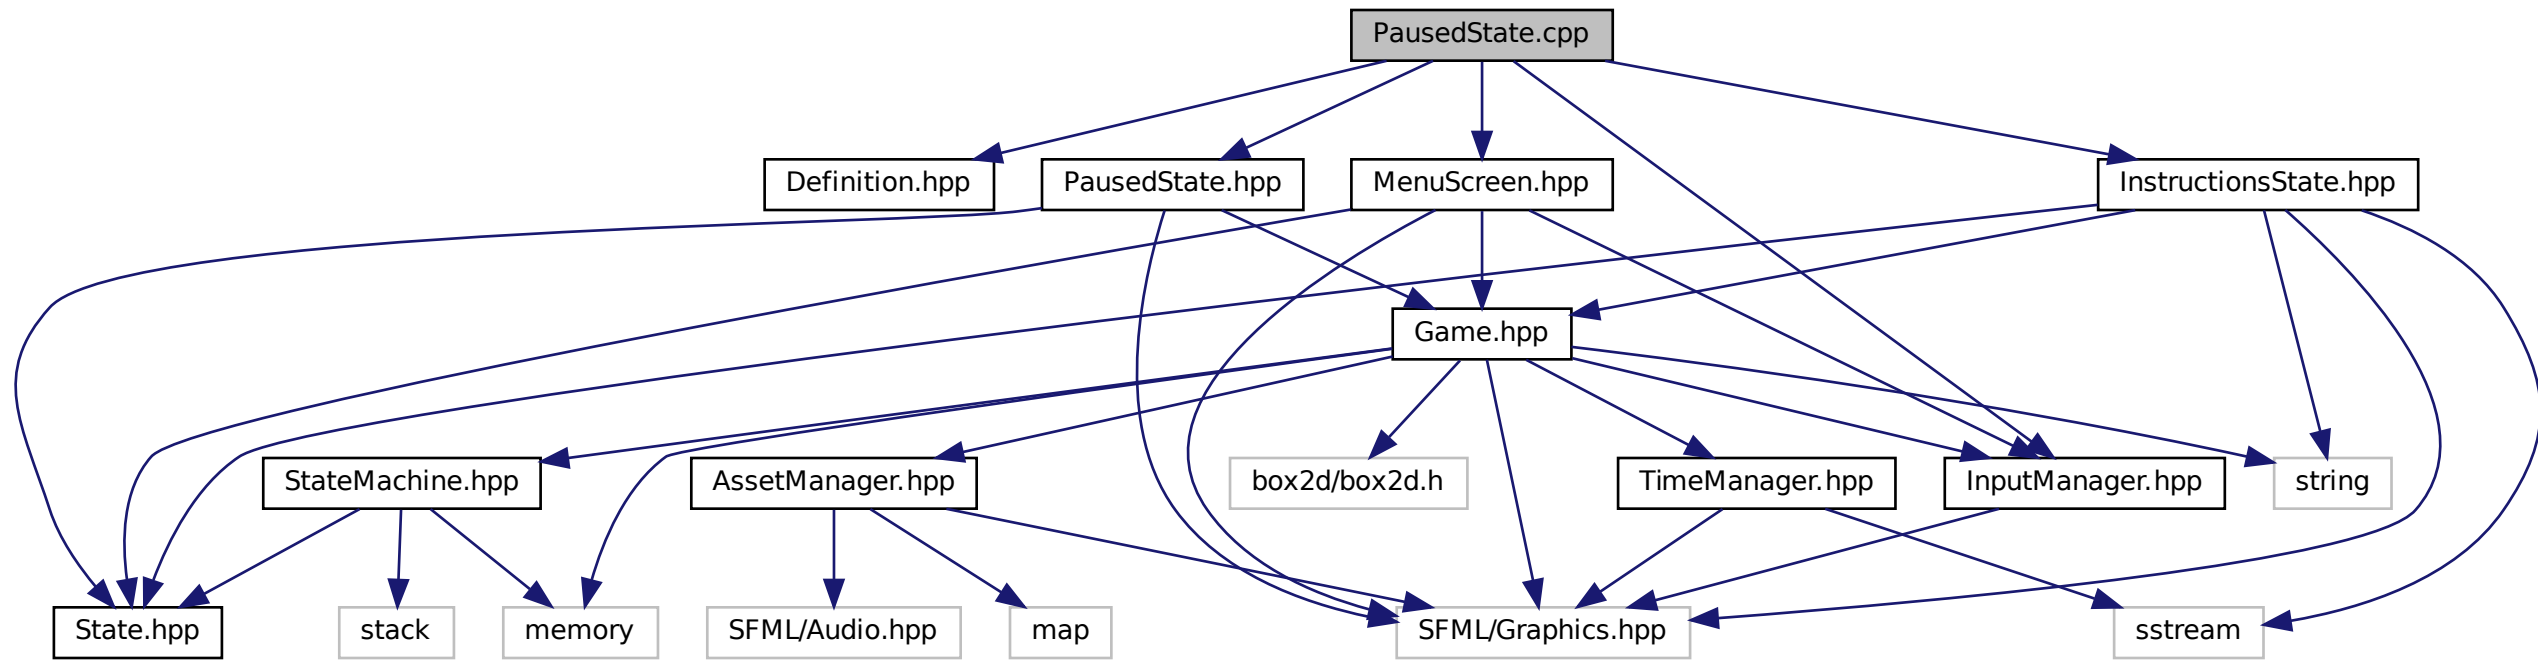 PausedState.cpp
Definition.hpp
PausedState.hpp
MenuScreen.hpp
InstructionsState.hpp
Game.hpp
StateMachine.hpp
AssetManager.hpp
box2d/box2d.h
TimeManager.hpp
InputManager.hpp
string
State.hpp
stack
memory
SFML/Audio.hpp
map
SFML/Graphics.hpp
sstream